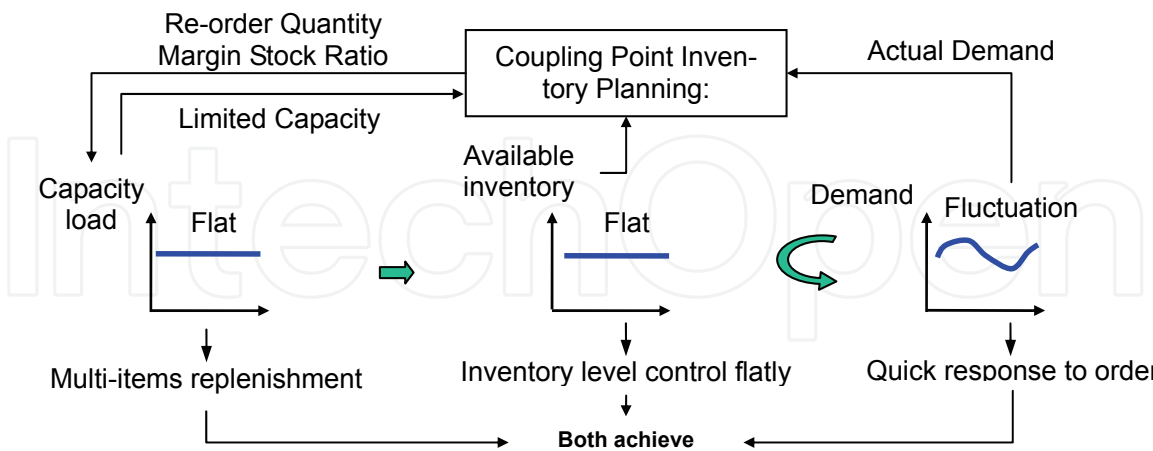 Re-order Quantity
Margin Stock Ratio
Coupling Point Inven-
tory Planning:
Actual Demand
Limited Capacity
Available
inventory
Capacity
load
Flat
Flat
Demand
Fluctuation
IntechOpen
Multi-items replenishment
Inventory level control flatly
Quick response to order
Both achieve